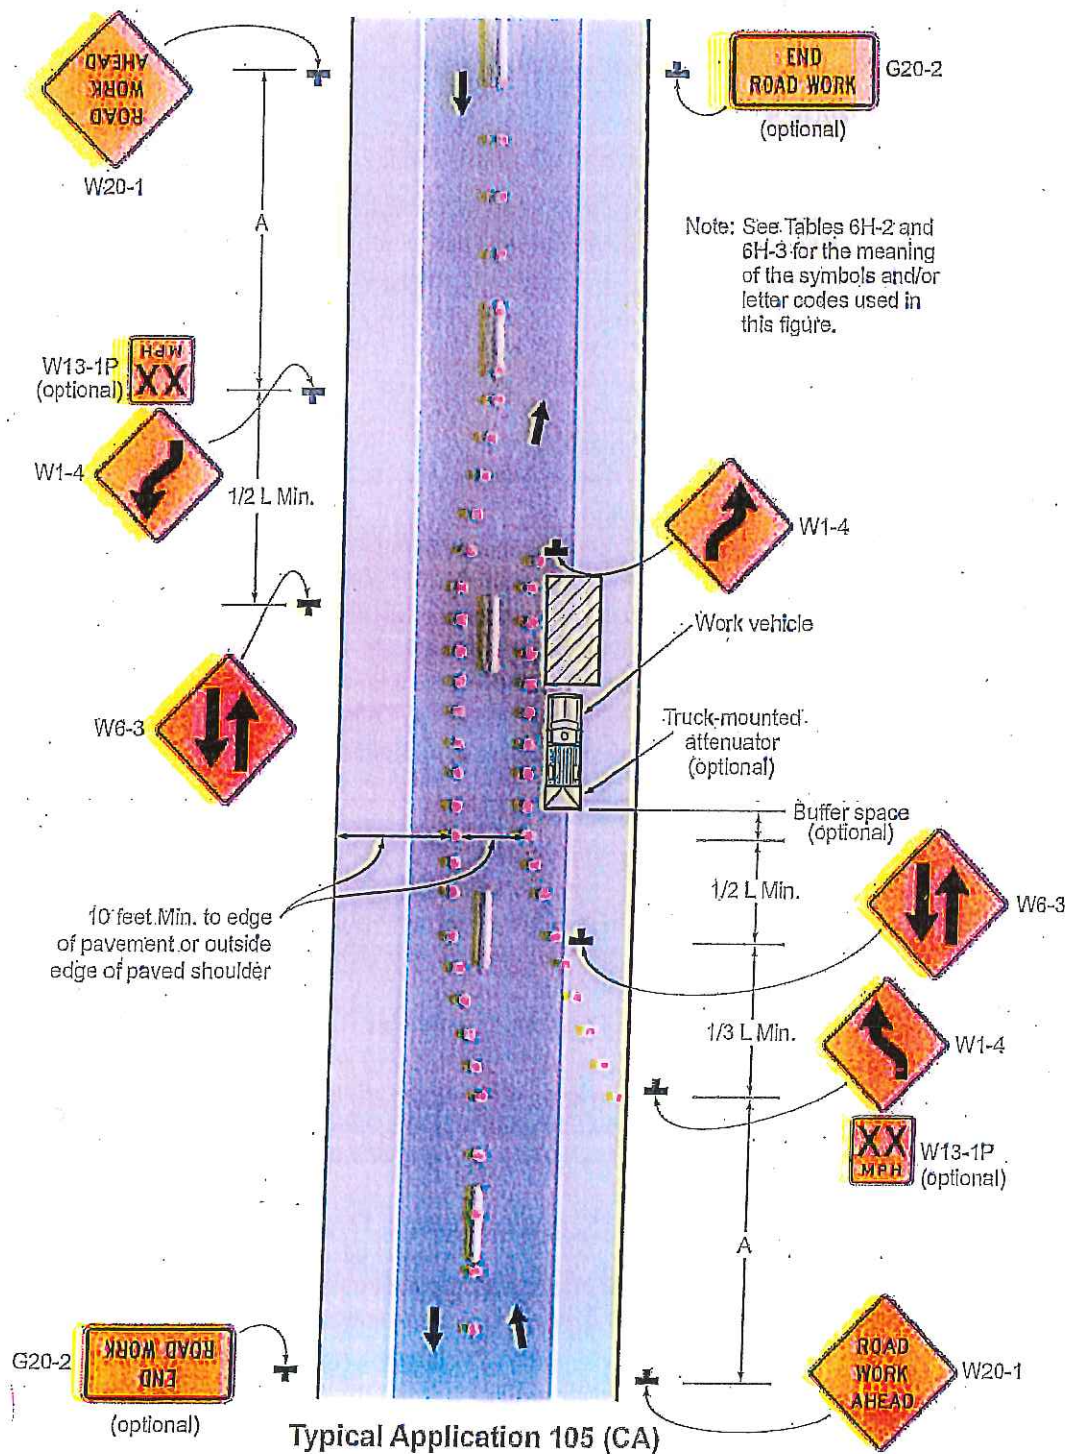 ROAD
WORK
AHEAD
W20-1
END
ROAD WORK
G20-2
(optional)
A
Note: See Tables 6H-2 and
6H-3 for the meaning
of the symbols and/or
letter codes used in
this figure.
W13-1P
(optional)
XX
MPH
W1-4
1/2 L Min.
W1-4
Work vehicle
W6-3
Truck-mounted
attenuator
(optional)
Buffer space
(optional)
1/2 L Min.
W6-3
10 feet Min. to edge
of pavement or outside
edge of paved shoulder
1/3 L Min.
W1-4
XX
MPH
W13-1P
(optional)
A
G20-2
END
ROAD WORK
(optional)
ROAD
WORK
AHEAD
W20-1
Typical Application 105 (CA)